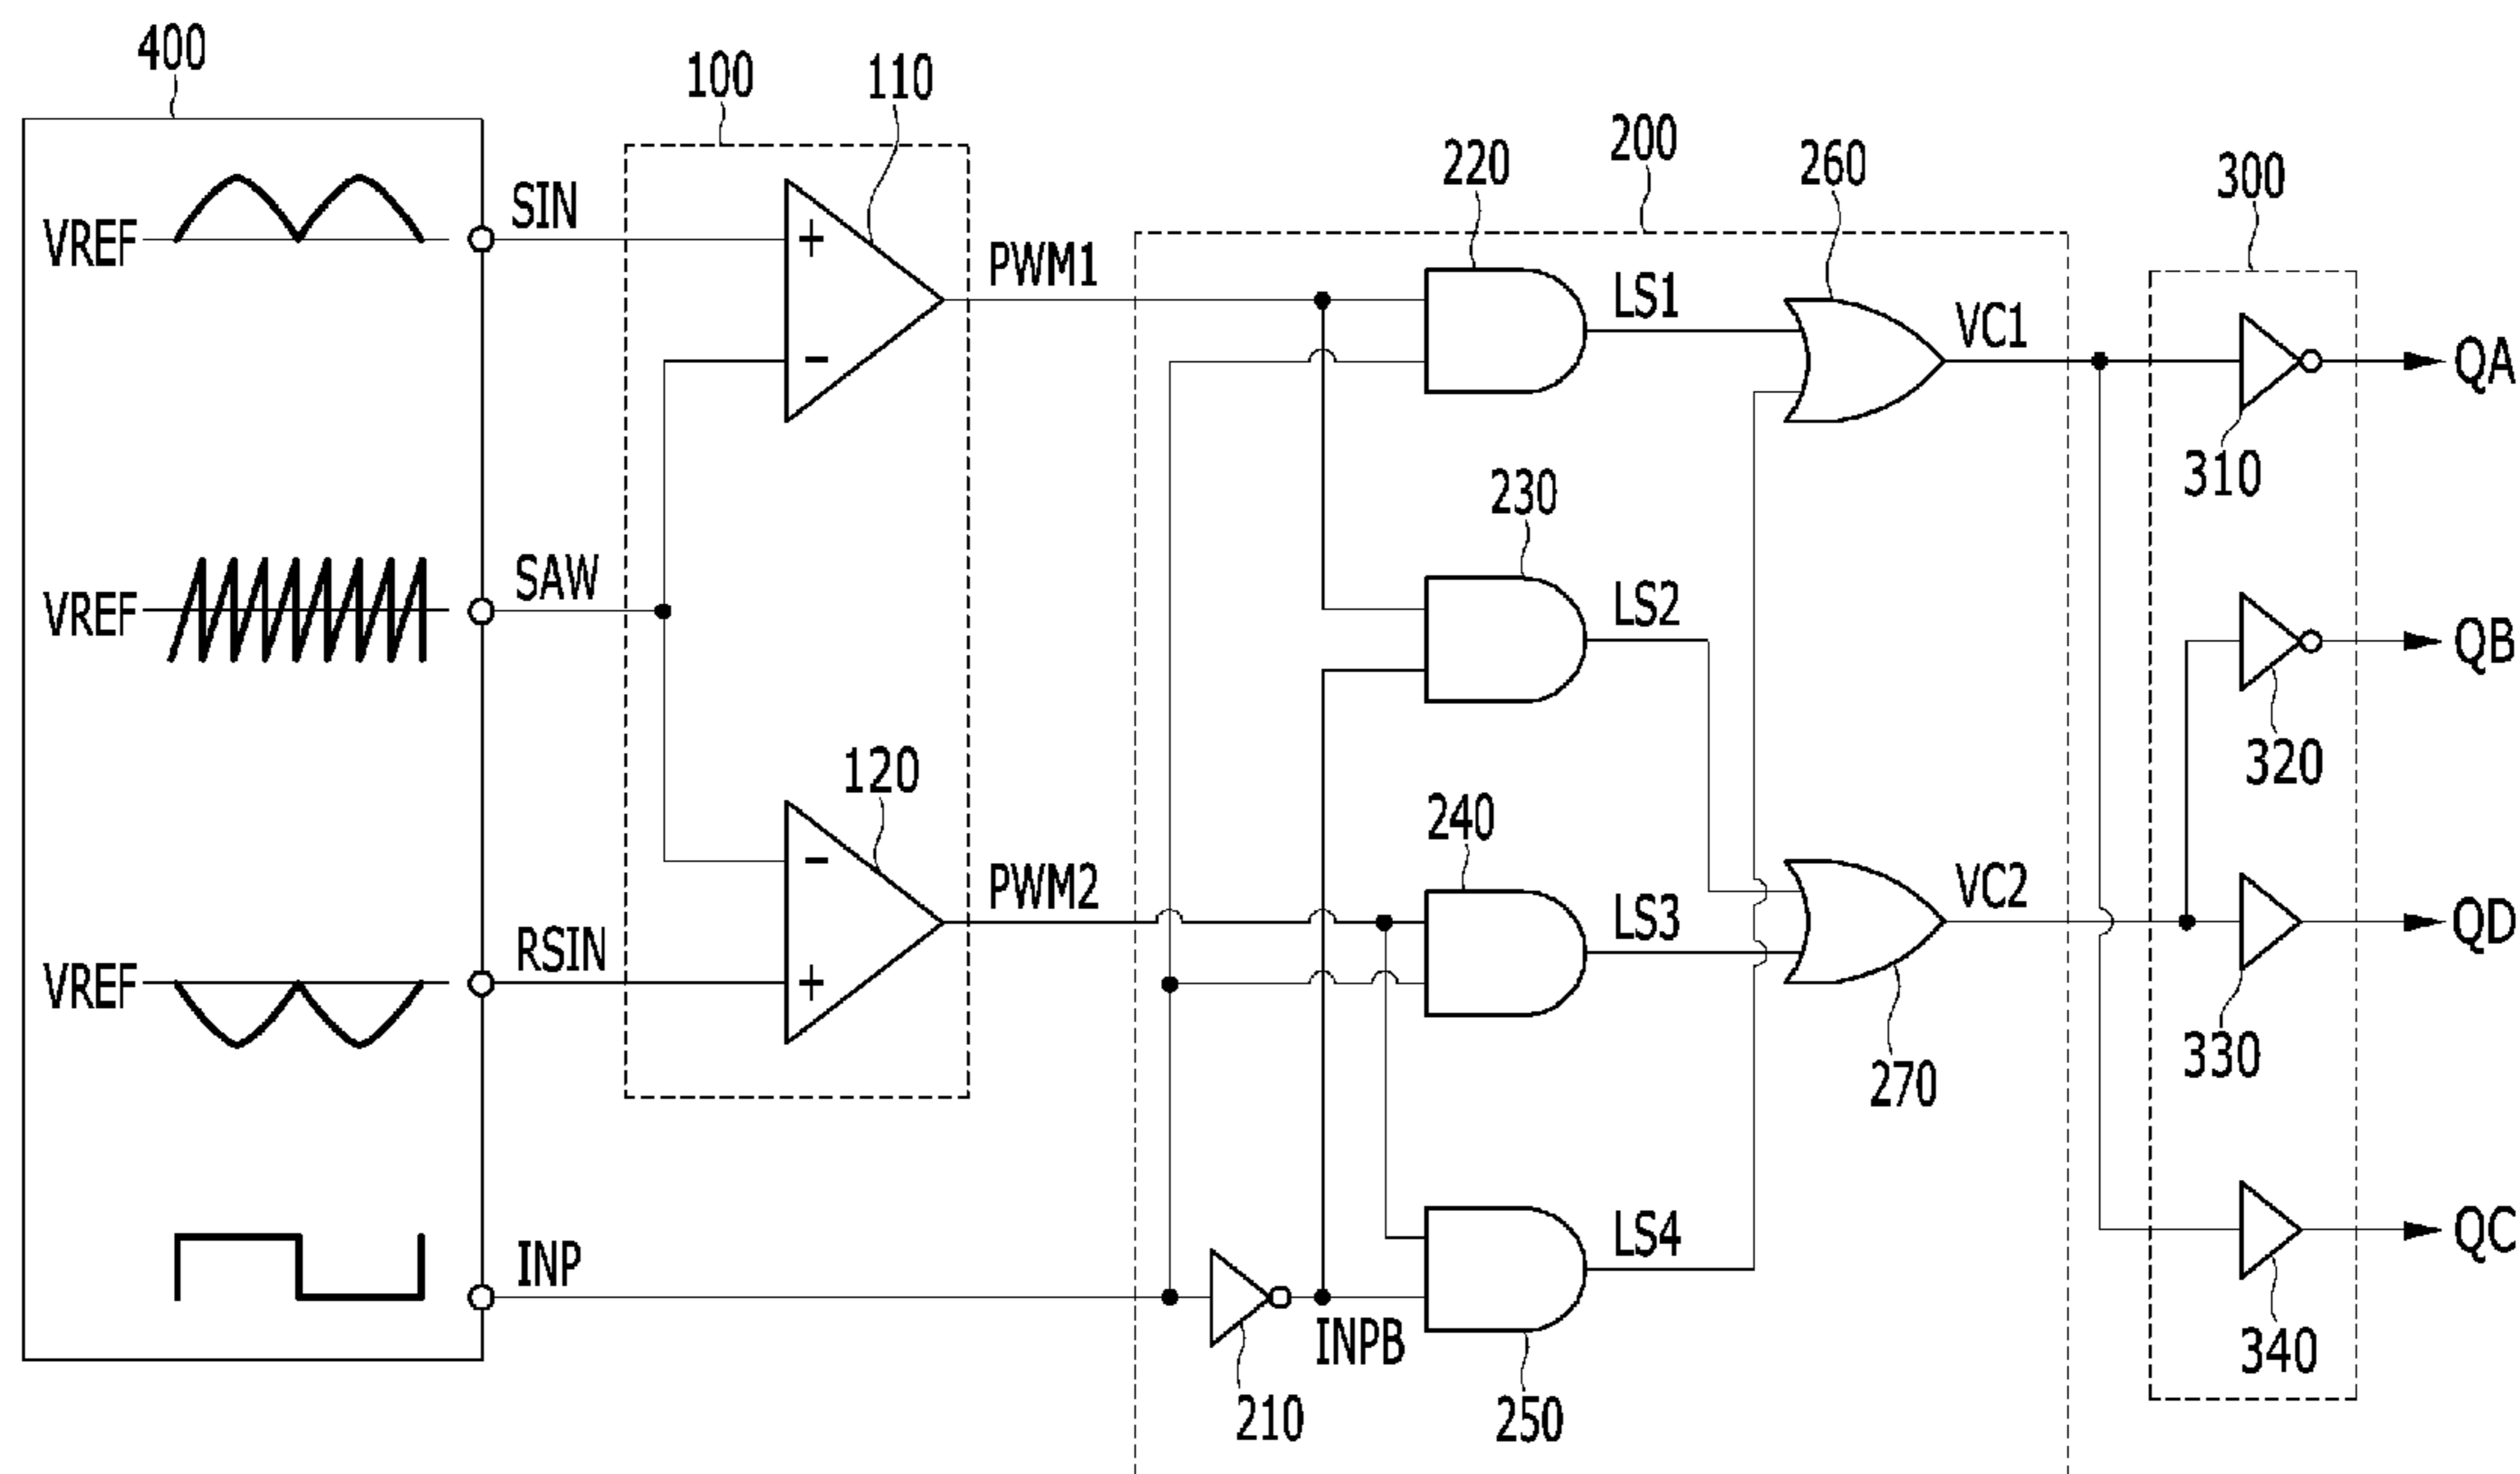 400
100
110
200
220
260
300
SIN
VREF
PWM1
LS1
VC1
QA
+
-
310
230
SAW
VREF
LS2
QB
320
120
240
-
PWM2
LS3
VC2
QD
RSIN
VREF
+
330
270
LS4
QC
INP
INPB
340
210
250